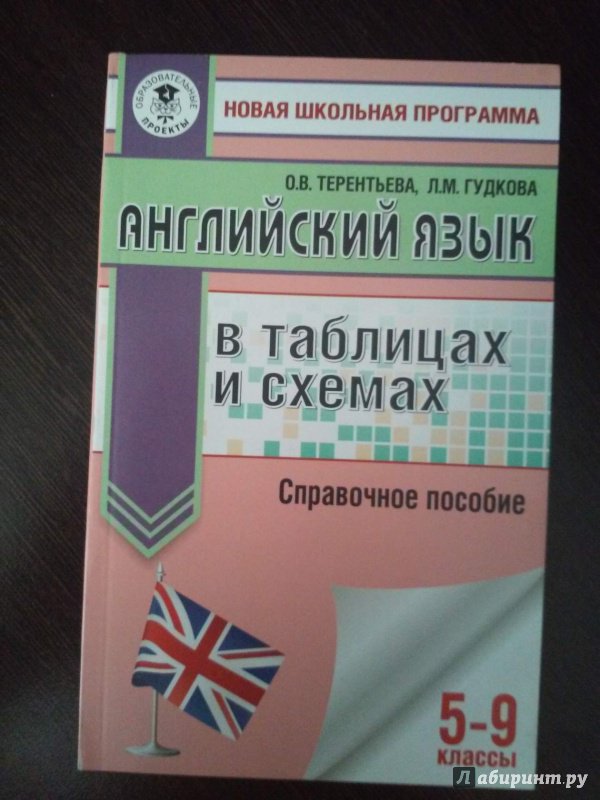 ОБРАЗОВАТЕЛЬНЫЕ
ПРОЕКТЫ
НОВАЯ ШКОЛЬНАЯ ПРОГРАММА
О.В. ТЕРЕНТЬЕВА, Л.М. ГУДКОВА
АНГЛИЙСКИЙ ЯЗЫК
в таблицах
и схемах
Справочное пособие
5-9
классы
Лабиринт.ру